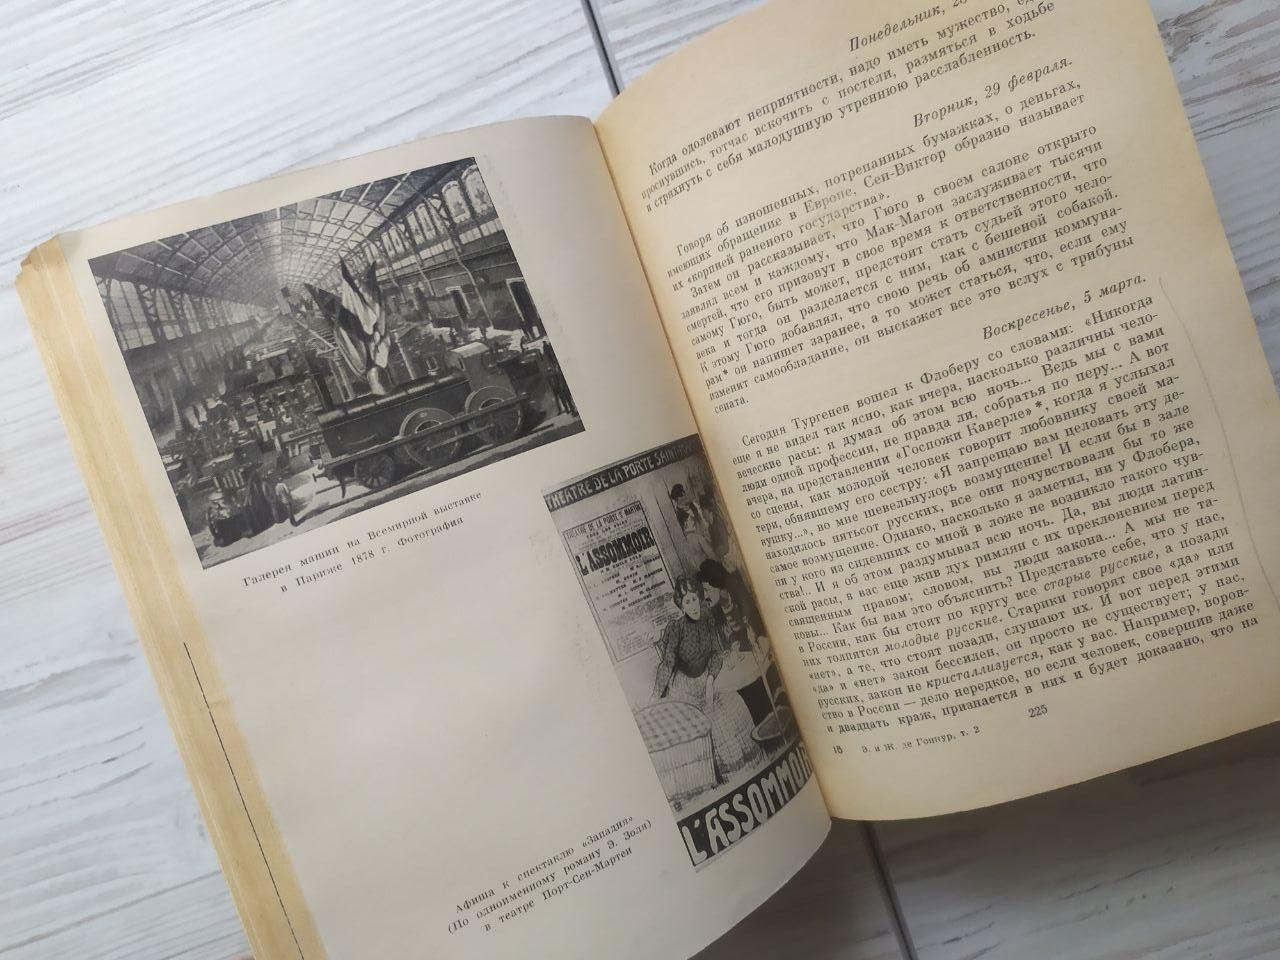 Галерея машин на Всемирной выставке
в Париже 1878 г. Фотография
THÉATRE DE LA PORTE SAINT-
THÉATRE DE LA PORTE ST MARTIN
L'ASSOMMOIR
L'ASSOMMOIR
Афиша к спектаклю «Западня»
(По одноименному роману Э. Золя)
в театре Порт-Сен-Мартен
Понедельник, 28
Когда одолевают неприятности, надо иметь мужество,
проснувшись, тотчас вскочить с постели, размяться в ходьбе
и стряхнуть с себя малодушную утреннюю расслабленность.
Вторник, 29 февраля.
Говоря об изношенных, потрепанных бумажках, о деньгах,
имеющих обращение в Европе, Сен-Виктор образно называет
их «корпией раненого государства».
Затем он рассказывает, что Гюго в своем салоне открыто
заявлял всем и каждому, что Мак-Магон заслуживает тысячи
смертей, что его призовут в свое время к ответственности, что
самому Гюго, быть может, предстоит стать судьей этого чело-
века и тогда он разделается с ним, как с бешеной собакой.
К этому Гюго добавлял, что свою речь об амнистии коммуна-
рам* он напишет заранее, а то может статься, что, если ему
изменит самообладание, он выскажет все это вслух с трибуны
сената.
Воскресенье, 5 марта.
Сегодня Тургенев вошел к Флоберу со словами: «Никогда
еще я не видел так ясно, как вчера, насколько различны чело-
веческие расы: я думал об этом всю ночь... Ведь мы с вами
люди одной профессии, не правда ли, собратья по перу... А вот
вчера, на представлении «Госпожи Каверле»*, когда я услыхал
со сцены, как молодой человек говорит любовнику своей ма-
тери, обнявшему его сестру: «Я запрещаю вам целовать эту де-
вушку...», во мне шевельнулось возмущение! И если бы в зале
находилось пятьсот русских, все они почувствовали бы то же
самое возмущение. Однако, насколько я заметил, ни у Флобера,
ни у кого из сидевших со мной в ложе не возникло такого чув-
ства!.. И я об этом раздумывал всю ночь. Да, вы люди латин-
ской расы, в вас еще жив дух римлян с их преклонением перед
священным правом; словом, вы люди закона... А мы не та-
ковы... Как бы вам это объяснить? Представьте себе, что у нас,
в России, как бы стоят по кругу все старые русские, а позади
них толпятся молодые русские. Старики говорят свое «да» или
«нет», а те, что стоят позади, слушают их. И вот перед этими
«да» и «нет» закон бессилен, он просто не существует; у нас,
русских, закон не кристаллизуется, как у вас. Например, воров-
ство в России — дело нередкое, но если человек, совершив даже
и двадцать краж, признается в них и будет доказано, что на
225
15 Э. и Ж. де Гонкур, т. 2